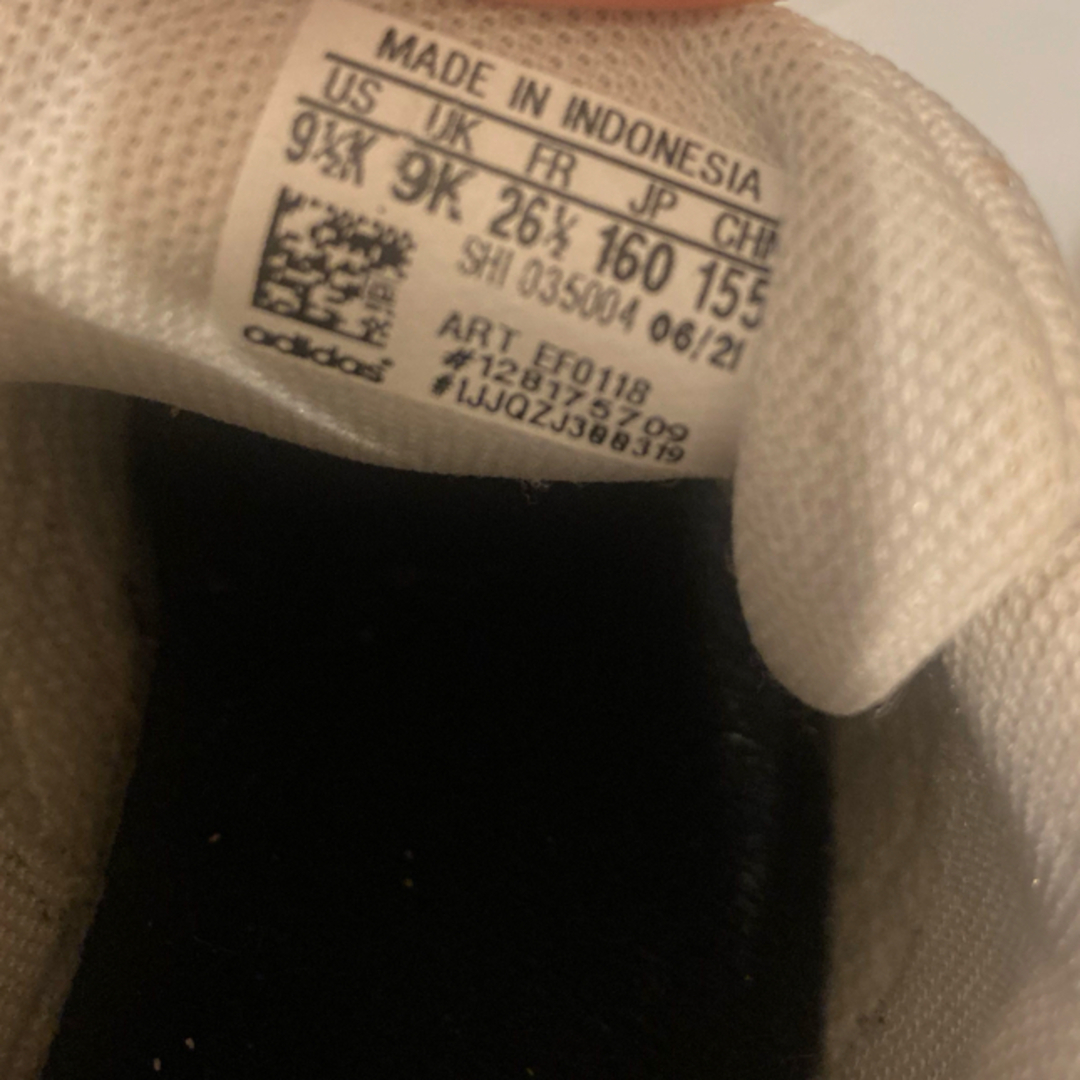 MADE IN INDONESIA
US UK FR JP CHN
9½K 9K 26½ 160 155
SHI 035004 06/21
ART EF0118
#128175709
adidas